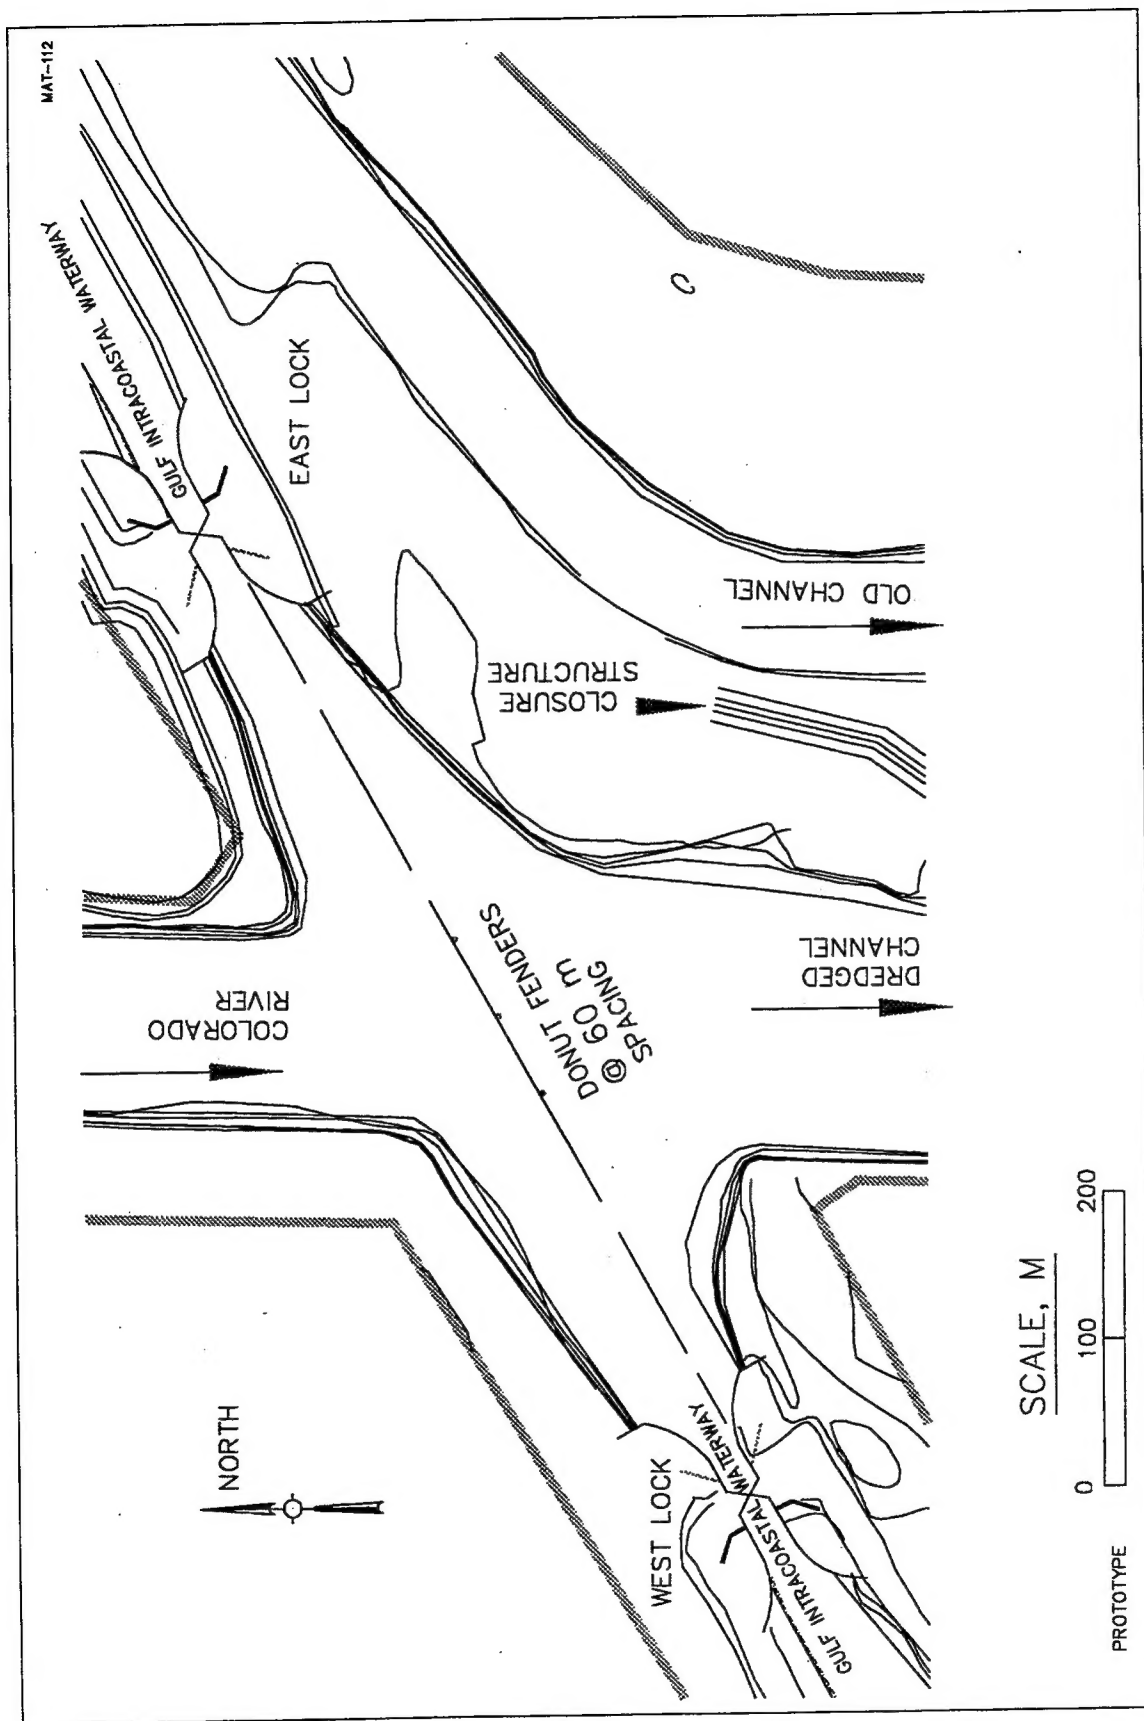 MAT-112
GULF INTRACOASTAL WATERWAY
EAST LOCK
COLORADO
RIVER
CLOSURE
STRUCTURE
OLD CHANNEL
DONUT FENDERS
@ 60 m
SPACING
DREDGED
CHANNEL
NORTH
WEST LOCK
GULF INTRACOASTAL WATERWAY
SCALE, M
0 100 200
PROTOTYPE